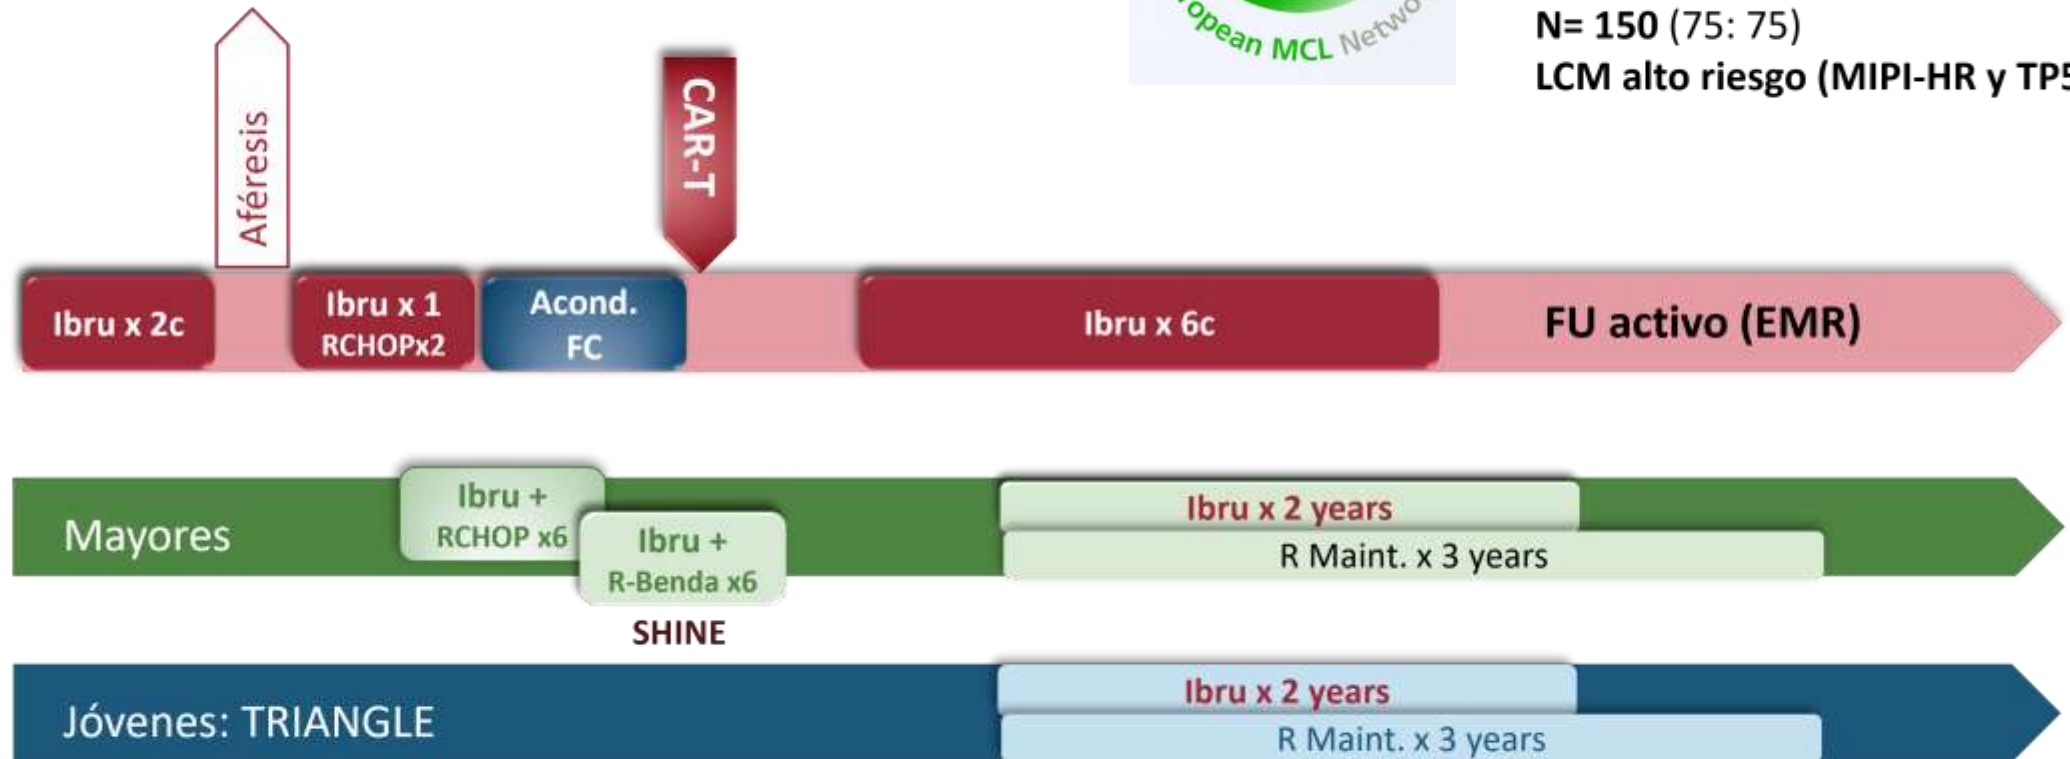 European MCL Network
N= 150 (75: 75)
LCM alto riesgo (MIPI-HR y TP5
Aféresis
CAR-T
Ibru x 2c
Ibru x 1
RCHOPx2
Acond.
FC
Ibru x 6c
FU activo (EMR)
Mayores
Ibru +
RCHOP x6
Ibru +
R-Benda x6
SHINE
Ibru x 2 years
R Maint. x 3 years
Jóvenes: TRIANGLE
Ibru x 2 years
R Maint. x 3 years